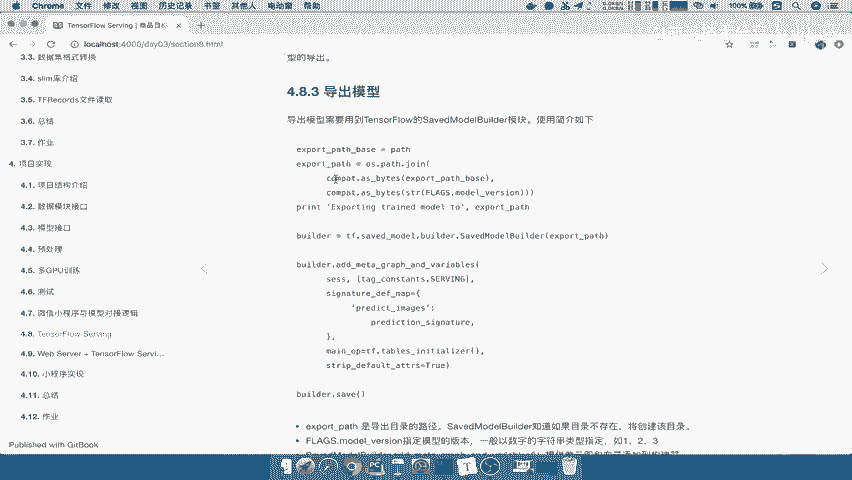 Chrome 文件 修改 视图 历史记录 书签 其他人 电动窗 帮助
100%
TensorFlow Serving | 商品目标
localhost:4000/day03/section8.html
3.3. 数据集格式转换
3.4. slim库介绍
3.5. TFRecords文件读取
3.6. 总结
3.7. 作业
4. 项目实现
4.1. 项目结构介绍
4.2. 数据模块接口
4.3. 模型接口
4.4. 预处理
4.5. 多GPU训练
4.6. 测试
4.7. 微信小程序与模型对接逻辑
4.8. TensorFlow Serving
4.9. Web Server + TensorFlow Servi...
4.10. 小程序实现
4.11. 总结
4.12. 作业
Published with GitBook
型的导出。
4.8.3 导出模型
导出模型需要用到TensorFlow的SavedModelBuilder模块。使用简介如下
export_path_base = path
export_path = os.path.join(
compat.as_bytes(export_path_base),
compat.as_bytes(str(FLAGS.model_version)))
print 'Exporting trained model to', export_path
builder = tf.saved_model.builder.SavedModelBuilder(export_path)
builder.add_meta_graph_and_variables(
sess, [tag_constants.SERVING],
signature_def_map={
'predict_images':
prediction_signature,
},
main_op=tf.tables_initializer(),
strip_default_attrs=True)
builder.save()
• export_path 是导出目录的路径。SavedModelBuilder知道如果目录不存在，将创建该目录。
• FLAGS.model_version指定模型的版本，一般以数字的字符串类型指定，如1、2、3